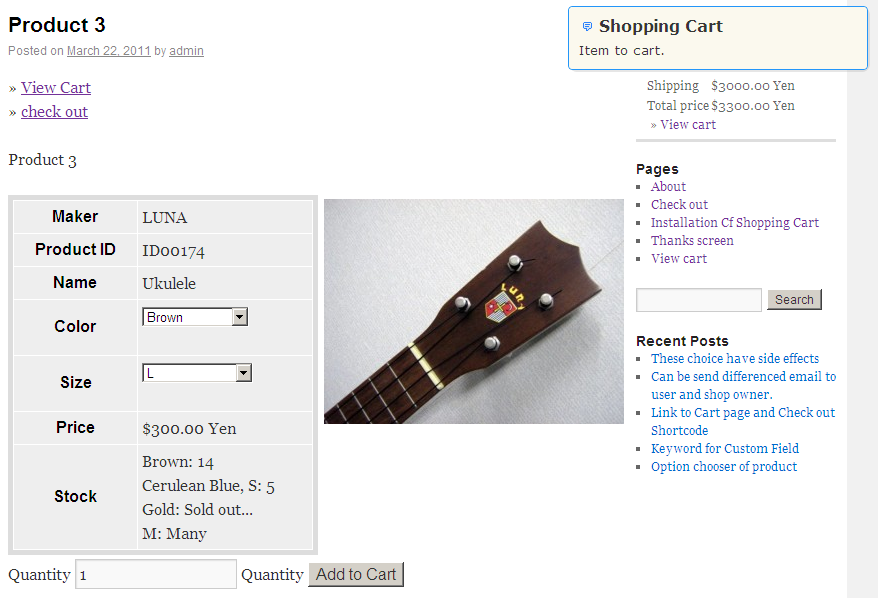 Product 3
Posted on March 22, 2011 by admin
» View Cart
» check out
Product 3
Maker LUNA
Product ID ID00174
Name Ukulele
Color Brown
Size L
Price $300.00 Yen
Stock Brown: 14
Cerulean Blue, S: 5
Gold: Sold out...
M: Many
Quantity 1 Quantity Add to Cart
Luna
Shopping Cart
Item to cart.
Shipping $3000.00 Yen
Total price $3300.00 Yen
» View cart
Pages
About
Check out
Installation Cf Shopping Cart
Thanks screen
View cart
Search
Recent Posts
These choice have side effects
Can be send differenced email to
user and shop owner.
Link to Cart page and Check out
Shortcode
Keyword for Custom Field
Option chooser of product